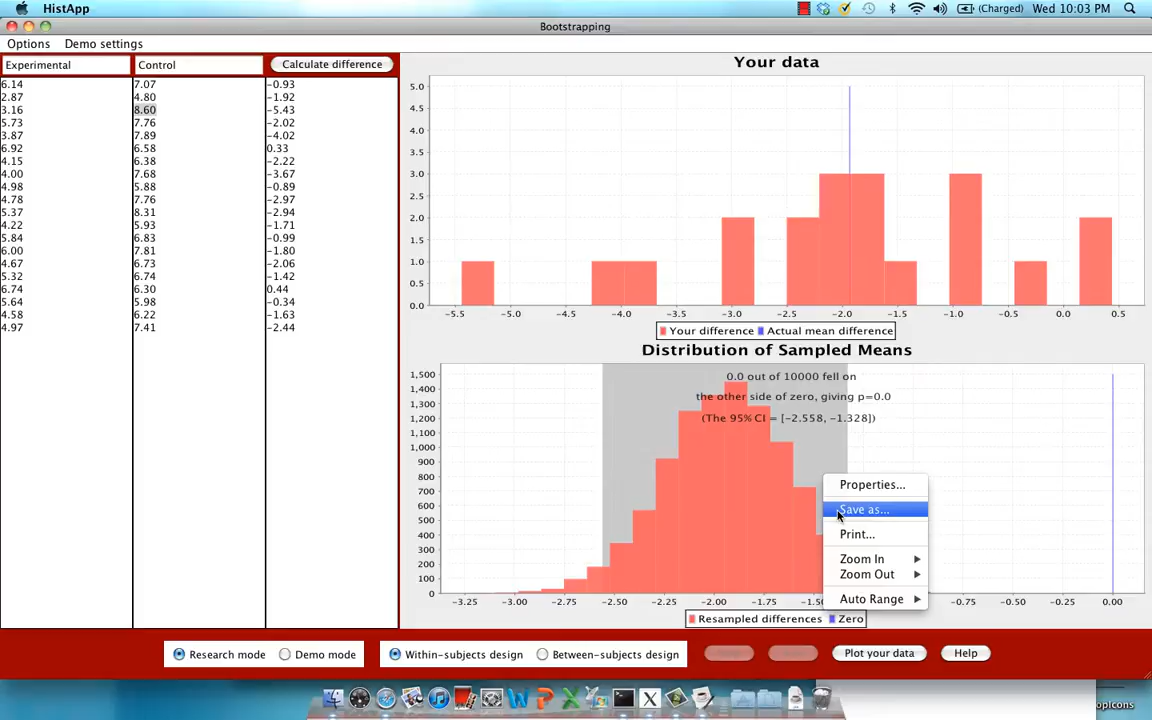 HistApp (Charged) Wed 10:03 PM
Bootstrapping
Options Demo settings
Experimental Control Calculate difference
6.14 7.07 -0.93
2.87 4.80 -1.92
3.16 8.60 -5.43
5.73 7.76 -2.02
3.87 7.89 -4.02
6.92 6.58 0.33
4.15 6.38 -2.22
4.00 7.68 -3.67
4.98 5.88 -0.89
4.78 7.76 -2.97
5.37 8.31 -2.94
4.22 5.93 -1.71
5.84 6.83 -0.99
6.00 7.81 -1.80
4.67 6.73 -2.06
5.32 6.74 -1.42
6.74 6.30 0.44
5.64 5.98 -0.34
4.58 6.22 -1.63
4.97 7.41 -2.44
Your data
5.0
4.5
4.0
3.5
3.0
2.5
2.0
1.5
1.0
0.5
0.0
-5.5 -5.0 -4.5 -4.0 -3.5 -3.0 -2.5 -2.0 -1.5 -1.0 -0.5 0.0 0.5
Your difference Actual mean difference
Distribution of Sampled Means
0.0 out of 10000 fell on
the other side of zero, giving p=0.0
(The 95% CI = [-2.558, -1.328])
1,500
1,400
1,300
1,200
1,100
1,000
900
800
700
600
500
400
300
200
100
0
-3.25 -3.00 -2.75 -2.50 -2.25 -2.00 -1.75 -1.50 -0.75 -0.50 -0.25 0.00
Resampled differences Zero
Properties...
Save as...
Print...
Zoom In
Zoom Out
Auto Range
Research mode Demo mode Within-subjects design Between-subjects design Plot your data Help
opIcons